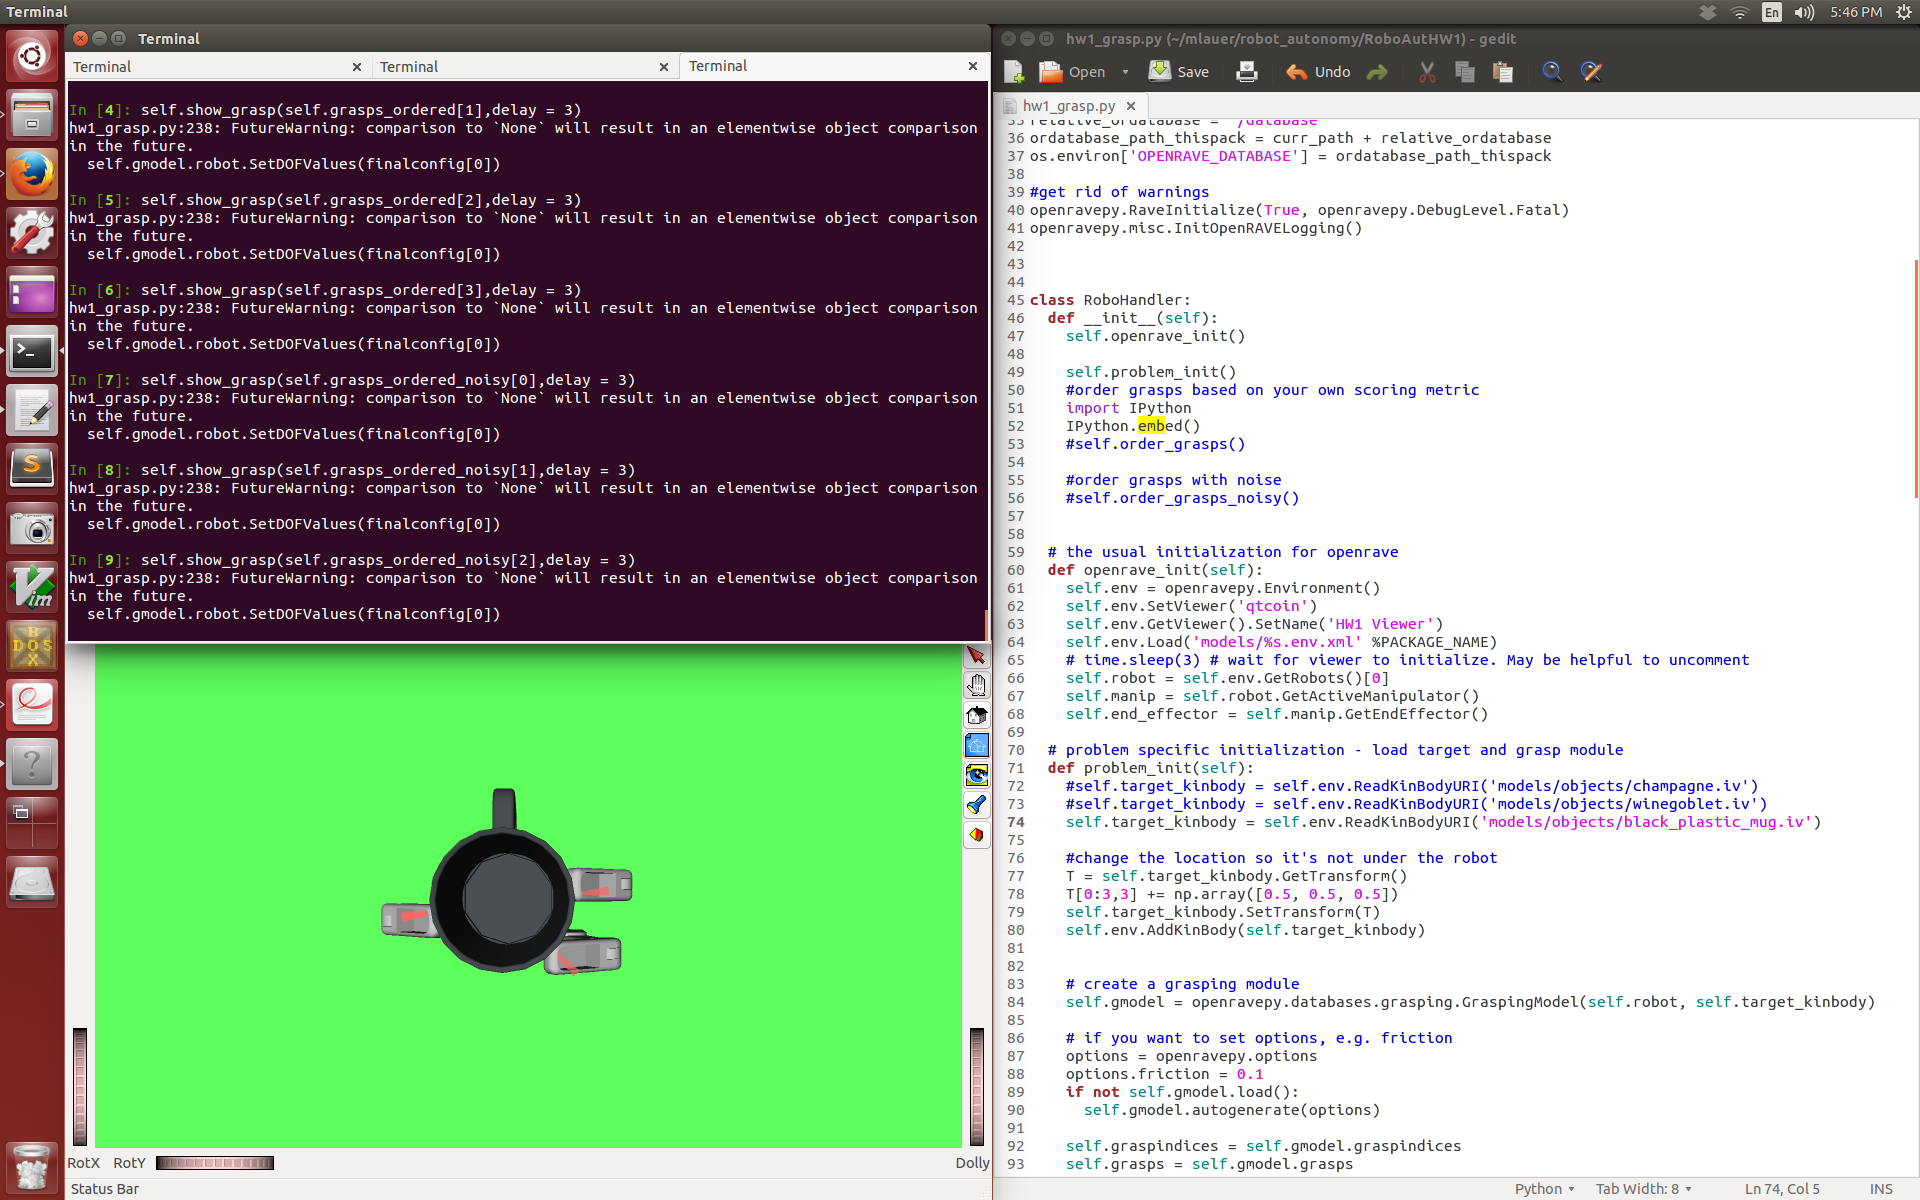 Terminal
En
5:46 PM
Terminal
Terminal
Terminal
Terminal
In [4]: self.show_grasp(self.grasps_ordered[1],delay = 3)
hw1_grasp.py:238: FutureWarning: comparison to `None` will result in an elementwise object comparison
in the future.
  self.gmodel.robot.SetDOFValues(finalconfig[0])
In [5]: self.show_grasp(self.grasps_ordered[2],delay = 3)
hw1_grasp.py:238: FutureWarning: comparison to `None` will result in an elementwise object comparison
in the future.
  self.gmodel.robot.SetDOFValues(finalconfig[0])
In [6]: self.show_grasp(self.grasps_ordered[3],delay = 3)
hw1_grasp.py:238: FutureWarning: comparison to `None` will result in an elementwise object comparison
in the future.
  self.gmodel.robot.SetDOFValues(finalconfig[0])
In [7]: self.show_grasp(self.grasps_ordered_noisy[0],delay = 3)
hw1_grasp.py:238: FutureWarning: comparison to `None` will result in an elementwise object comparison
in the future.
  self.gmodel.robot.SetDOFValues(finalconfig[0])
In [8]: self.show_grasp(self.grasps_ordered_noisy[1],delay = 3)
hw1_grasp.py:238: FutureWarning: comparison to `None` will result in an elementwise object comparison
in the future.
  self.gmodel.robot.SetDOFValues(finalconfig[0])
In [9]: self.show_grasp(self.grasps_ordered_noisy[2],delay = 3)
hw1_grasp.py:238: FutureWarning: comparison to `None` will result in an elementwise object comparison
in the future.
  self.gmodel.robot.SetDOFValues(finalconfig[0])
RotX RotY
Dolly
Status Bar
hw1_grasp.py (~/mlauer/robot_autonomy/RoboAutHW1) - gedit
Open Save Undo
hw1_grasp.py
35 relative_ordatabase = '/database'
36 ordatabase_path_thispack = curr_path + relative_ordatabase
37 os.environ['OPENRAVE_DATABASE'] = ordatabase_path_thispack
38
39 #get rid of warnings
40 openravepy.RaveInitialize(True, openravepy.DebugLevel.Fatal)
41 openravepy.misc.InitOpenRAVELogging()
42
43
44
45 class RoboHandler:
46   def __init__(self):
47     self.openrave_init()
48
49     self.problem_init()
50     #order grasps based on your own scoring metric
51     import IPython
52     IPython.embed()
53     #self.order_grasps()
54
55     #order grasps with noise
56     #self.order_grasps_noisy()
57
58
59   # the usual initialization for openrave
60   def openrave_init(self):
61     self.env = openravepy.Environment()
62     self.env.SetViewer('qtcoin')
63     self.env.GetViewer().SetName('HW1 Viewer')
64     self.env.Load('models/%s.env.xml' %PACKAGE_NAME)
65     # time.sleep(3) # wait for viewer to initialize. May be helpful to uncomment
66     self.robot = self.env.GetRobots()[0]
67     self.manip = self.robot.GetActiveManipulator()
68     self.end_effector = self.manip.GetEndEffector()
69
70   # problem specific initialization - load target and grasp module
71   def problem_init(self):
72     #self.target_kinbody = self.env.ReadKinBodyURI('models/objects/champagne.iv')
73     #self.target_kinbody = self.env.ReadKinBodyURI('models/objects/winegoblet.iv')
74     self.target_kinbody = self.env.ReadKinBodyURI('models/objects/black_plastic_mug.iv')
75
76     #change the location so it's not under the robot
77     T = self.target_kinbody.GetTransform()
78     T[0:3,3] += np.array([0.5, 0.5, 0.5])
79     self.target_kinbody.SetTransform(T)
80     self.env.AddKinBody(self.target_kinbody)
81
82
83     # create a grasping module
84     self.gmodel = openravepy.databases.grasping.GraspingModel(self.robot, self.target_kinbody)
85
86     # if you want to set options, e.g. friction
87     options = openravepy.options
88     options.friction = 0.1
89     if not self.gmodel.load():
90       self.gmodel.autogenerate(options)
91
92     self.graspindices = self.gmodel.graspindices
93     self.grasps = self.gmodel.grasps
Python Tab Width: 8 Ln 74, Col 5 INS